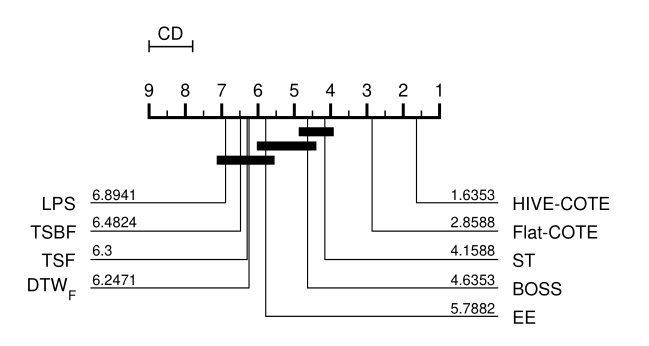 CD
9 8 7 6 5 4 3 2 1
LPS 6.8941 1.6353 HIVE-COTE
TSBF 6.4824 2.8588 Flat-COTE
TSF 6.3 4.1588 ST
DTW_F 6.2471 4.6353 BOSS
5.7882 EE